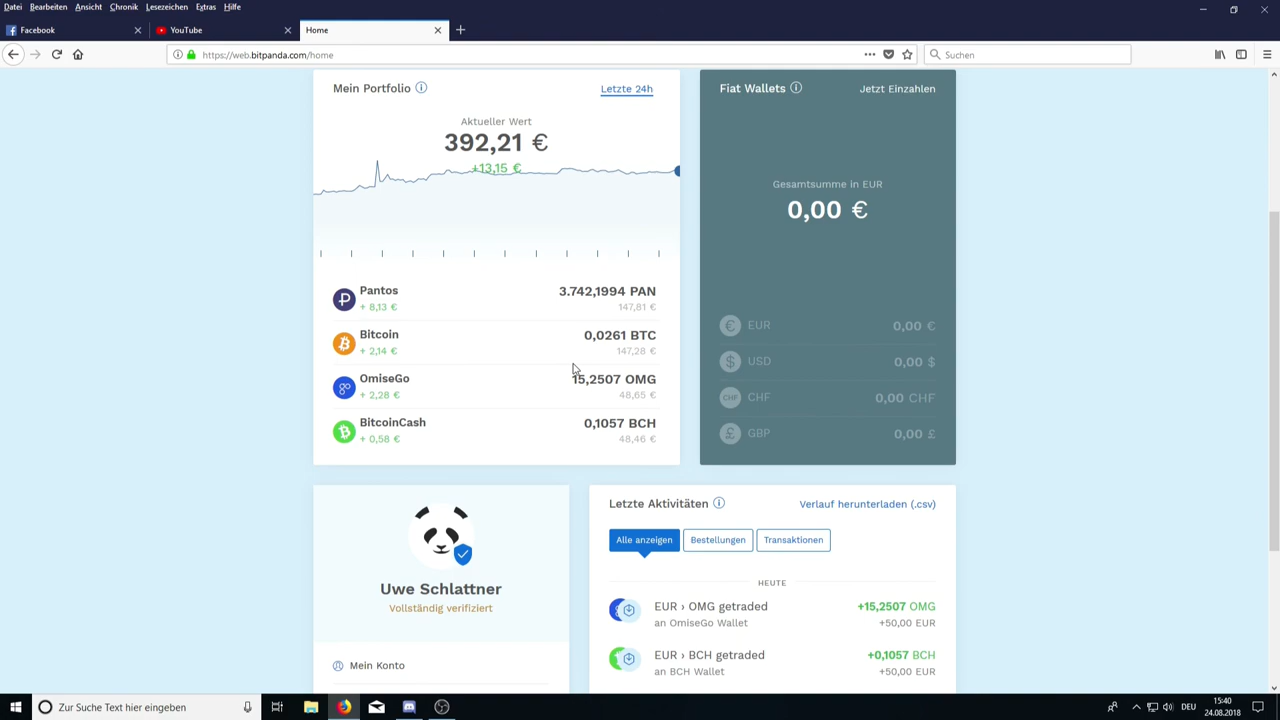 Datei Bearbeiten Ansicht Chronik Lesezeichen Extras Hilfe
Facebook
YouTube
Home
https://web.bitpanda.com/home
Suchen
Mein Portfolio
Letzte 24h
Aktueller Wert
392,21 €
+13,15 €
Pantos
3.742,1994 PAN
+ 8,13 €
147,81 €
Bitcoin
0,0261 BTC
+ 2,14 €
147,28 €
OmiseGo
15,2507 OMG
+ 2,28 €
48,65 €
BitcoinCash
0,1057 BCH
+ 0,58 €
48,46 €
Fiat Wallets
Jetzt Einzahlen
Gesamtsumme in EUR
0,00 €
EUR
0,00 €
USD
0,00 $
CHF
CHF
0,00 CHF
GBP
0,00 £
Uwe Schlattner
Vollständig verifiziert
Mein Konto
Letzte Aktivitäten
Verlauf herunterladen (.csv)
Alle anzeigen
Bestellungen
Transaktionen
HEUTE
EUR › OMG getraded
+15,2507 OMG
an OmiseGo Wallet
+50,00 EUR
EUR › BCH getraded
+0,1057 BCH
an BCH Wallet
+50,00 EUR
Zur Suche Text hier eingeben
DEU
15:40
24.08.2018